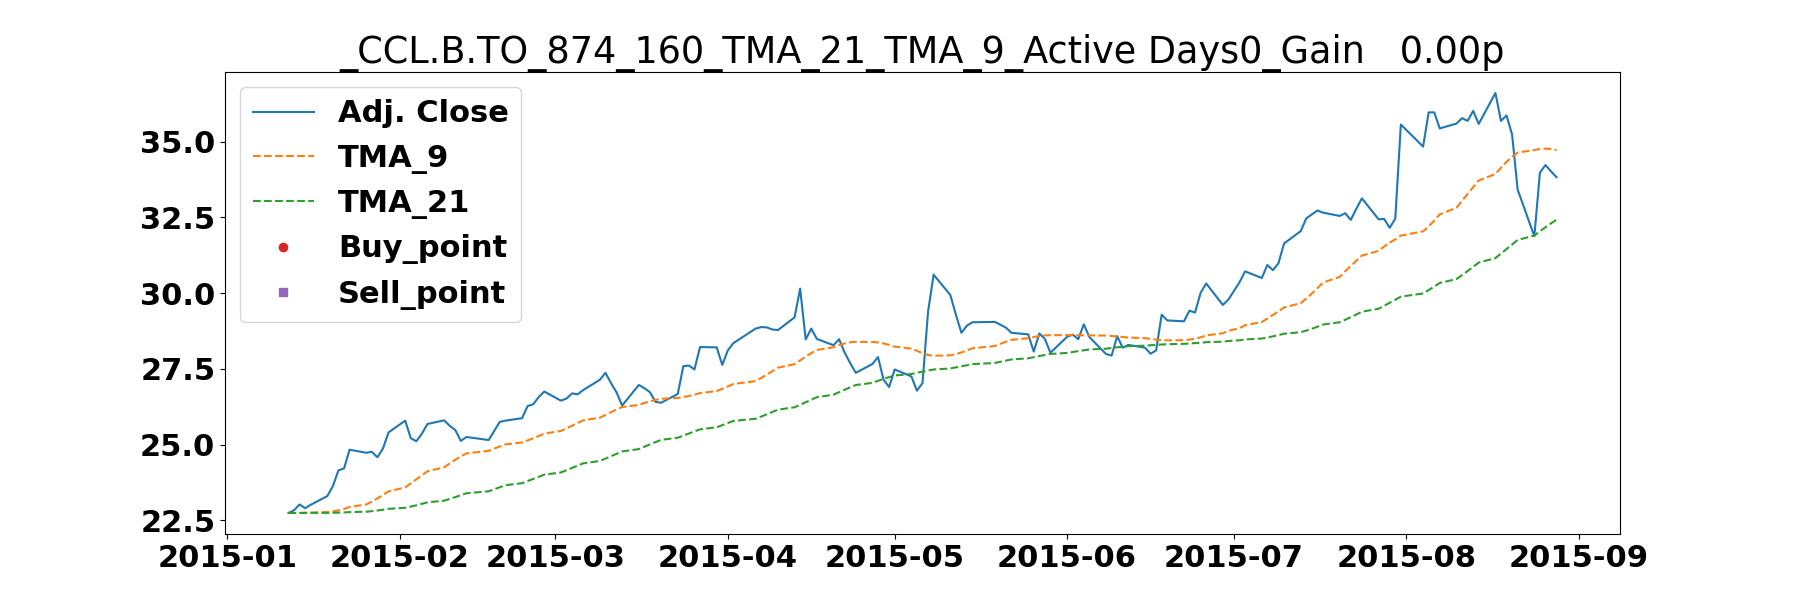 _CCL.B.TO_874_160_TMA_21_TMA_9_Active Days0_Gain   0.00p
Adj. Close
TMA_9
TMA_21
Buy_point
Sell_point
35.0
32.5
30.0
27.5
25.0
22.5
2015-01 2015-02 2015-03 2015-04 2015-05 2015-06 2015-07 2015-08 2015-09